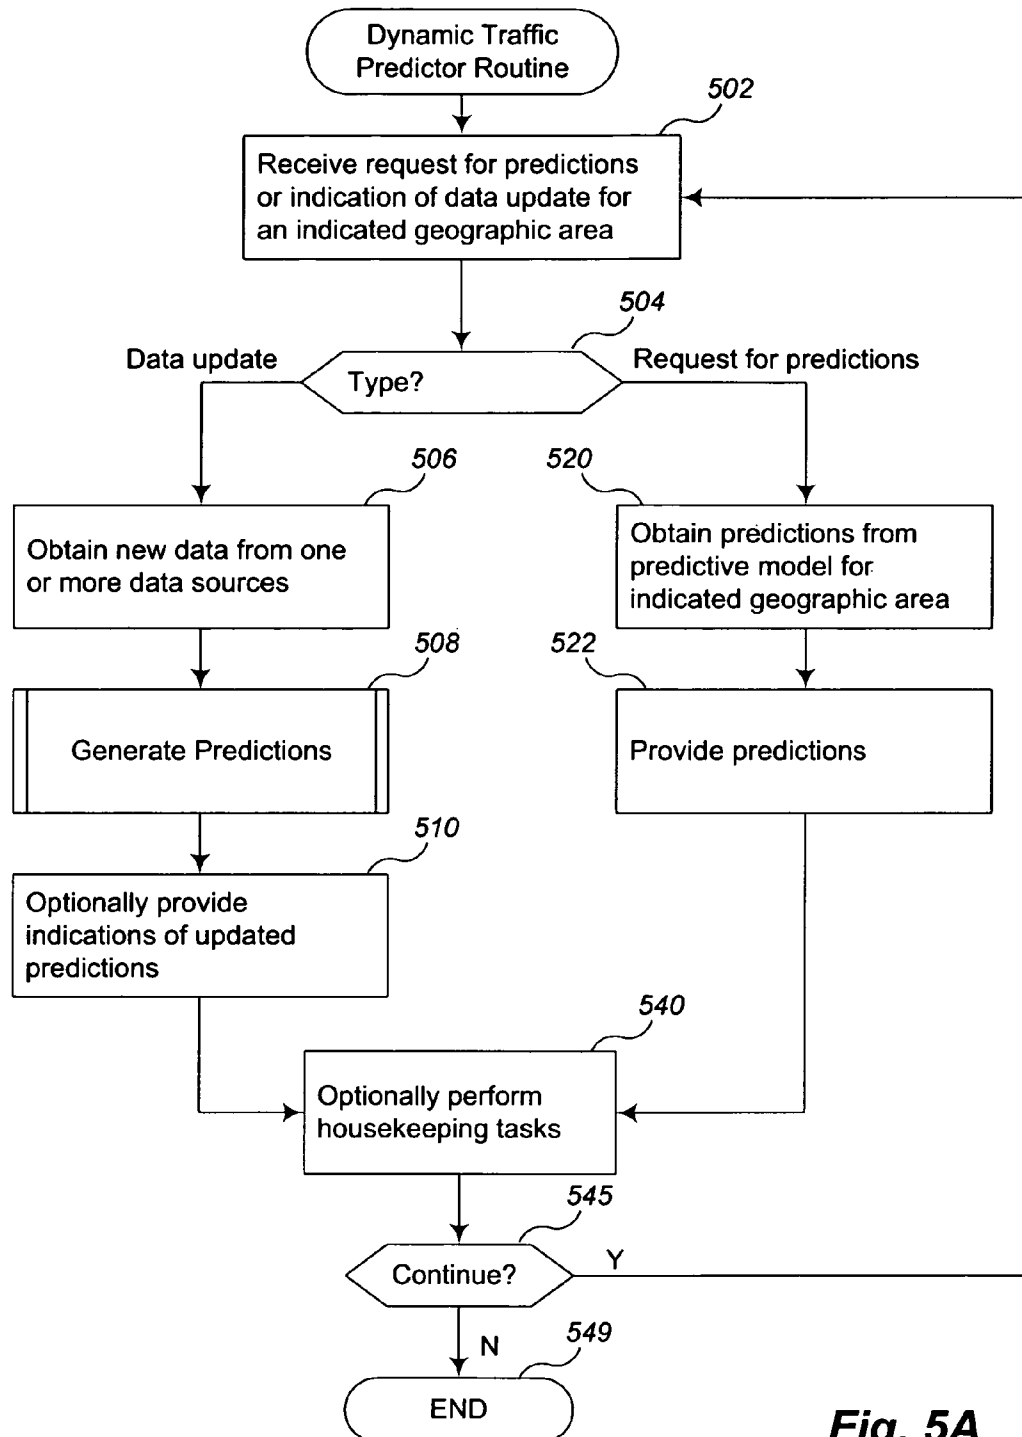 Dynamic Traffic
Predictor Routine
502
Receive request for predictions
or indication of data update for
an indicated geographic area
504
Data update
Type?
Request for predictions
506
520
Obtain new data from one
or more data sources
Obtain predictions from
predictive model for
indicated geographic area
508
522
Generate Predictions
Provide predictions
510
Optionally provide
indications of updated
predictions
540
Optionally perform
housekeeping tasks
545
Continue?
Y
N
549
END
Fig. 5A